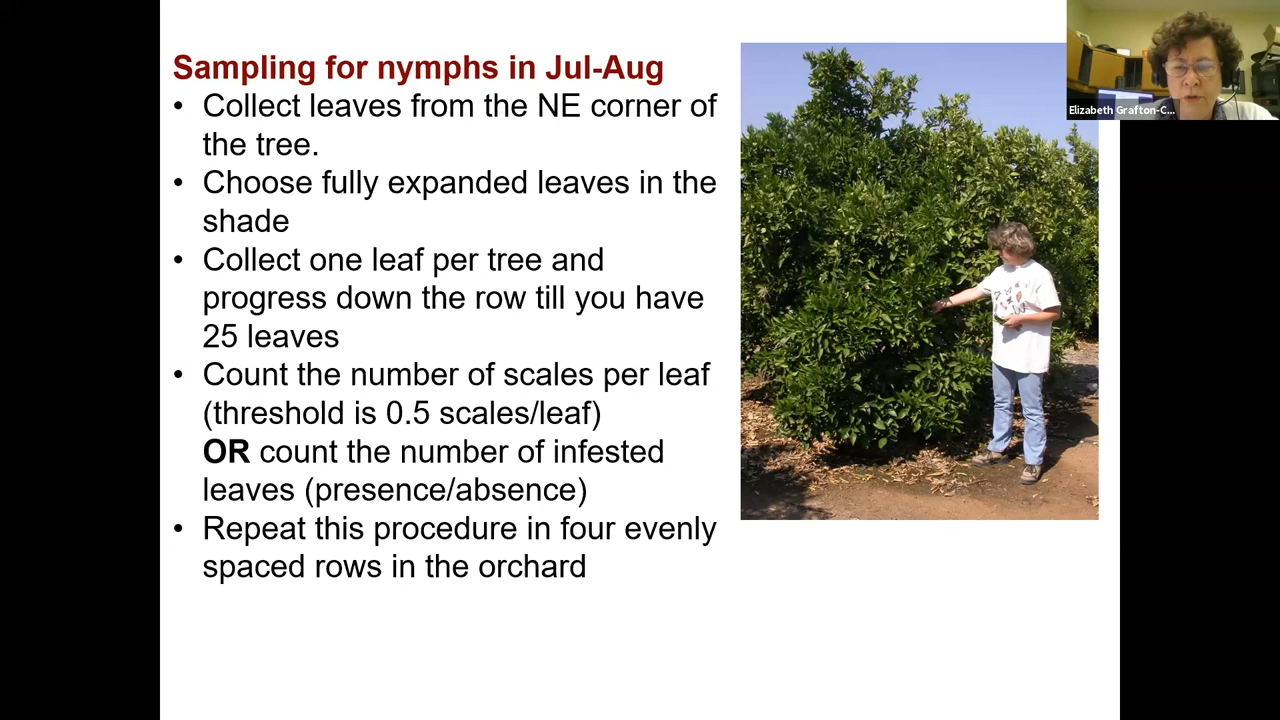 Sampling for nymphs in Jul-Aug
• Collect leaves from the NE corner of
the tree.
• Choose fully expanded leaves in the
shade
• Collect one leaf per tree and
progress down the row till you have
25 leaves
• Count the number of scales per leaf
(threshold is 0.5 scales/leaf)
OR count the number of infested
leaves (presence/absence)
• Repeat this procedure in four evenly
spaced rows in the orchard
Elizabeth Grafton-C...